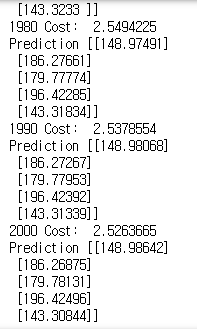 [143.3233 ]]
1980 Cost:  2.5494225
Prediction [[148.97491]
[186.27661]
[179.77774]
[196.42285]
[143.31834]]
1990 Cost:  2.5378554
Prediction [[148.98068]
[186.27267]
[179.77953]
[196.42392]
[143.31339]]
2000 Cost:  2.5263665
Prediction [[148.98642]
[186.26875]
[179.78131]
[196.42496]
[143.30844]]